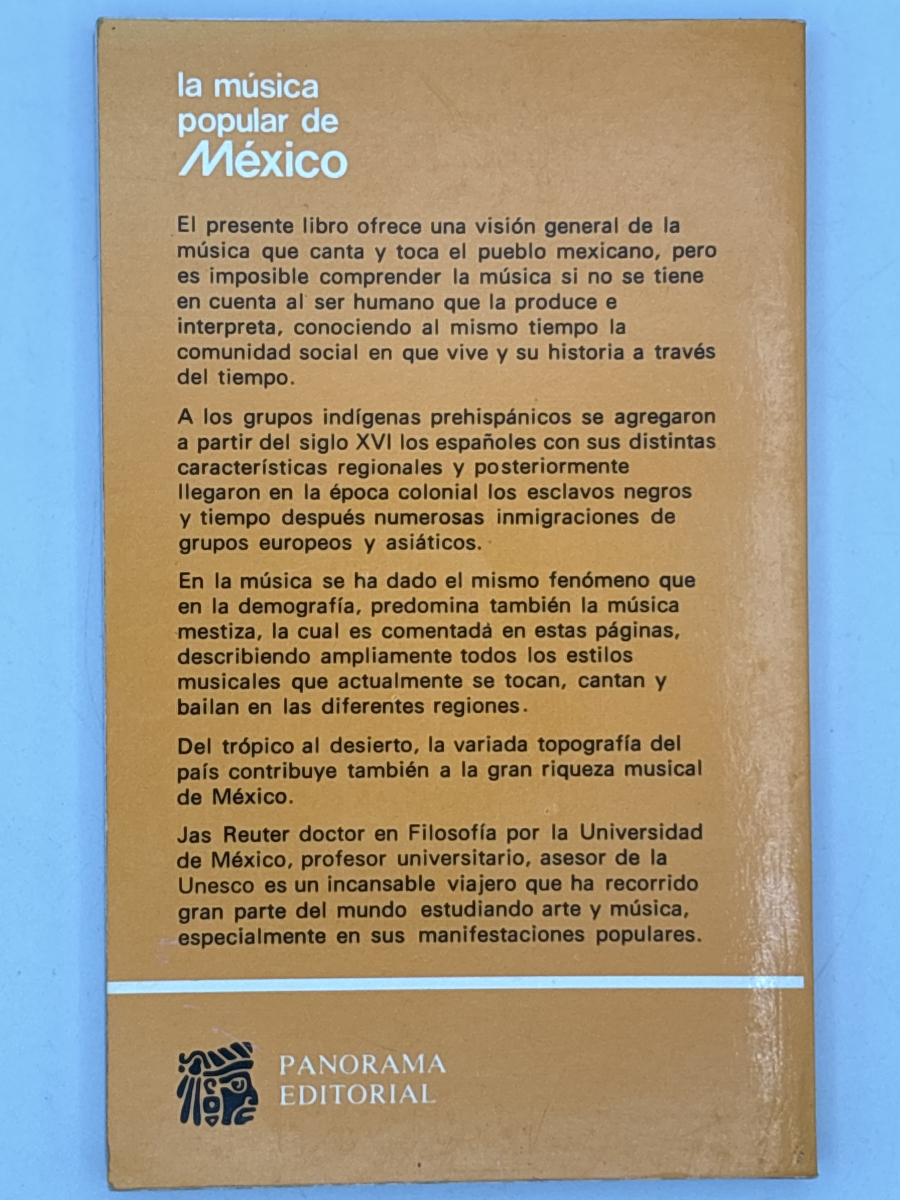 la música
popular de
México
El presente libro ofrece una visión general de la
música que canta y toca el pueblo mexicano, pero
es imposible comprender la música si no se tiene
en cuenta al ser humano que la produce e
interpreta, conociendo al mismo tiempo la
comunidad social en que vive y su historia a través
del tiempo.
A los grupos indígenas prehispánicos se agregaron
a partir del siglo XVI los españoles con sus distintas
características regionales y posteriormente
llegaron en la época colonial los esclavos negros
y tiempo después numerosas inmigraciones de
grupos europeos y asiáticos.
En la música se ha dado el mismo fenómeno que
en la demografía, predomina también la música
mestiza, la cual es comentada en estas páginas,
describiendo ampliamente todos los estilos
musicales que actualmente se tocan, cantan y
bailan en las diferentes regiones.
Del trópico al desierto, la variada topografía del
país contribuye también a la gran riqueza musical
de México.
Jas Reuter doctor en Filosofía por la Universidad
de México, profesor universitario, asesor de la
Unesco es un incansable viajero que ha recorrido
gran parte del mundo estudiando arte y música,
especialmente en sus manifestaciones populares.
PANORAMA
EDITORIAL